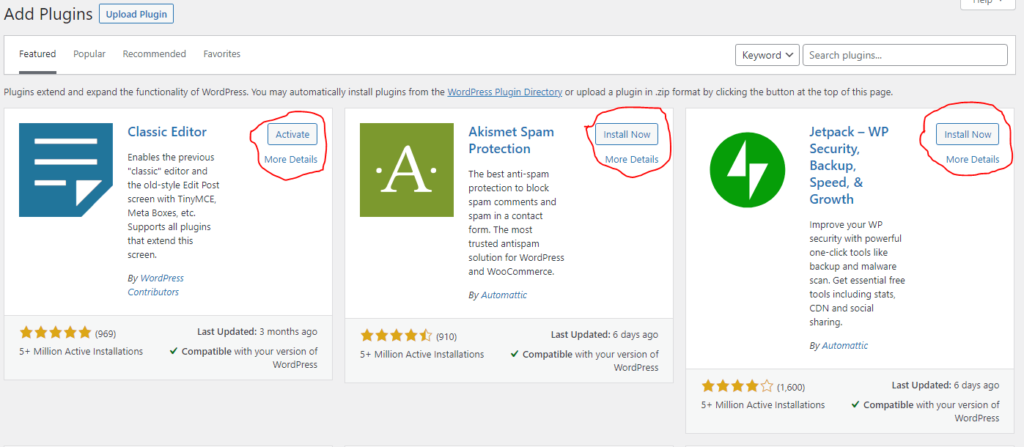 Help
Add Plugins Upload Plugin
Featured Popular Recommended Favorites Keyword Search plugins...
Plugins extend and expand the functionality of WordPress. You may automatically install plugins from the WordPress Plugin Directory or upload a plugin in .zip format by clicking the button at the top of this page.
Classic Editor
Activate
More Details
Enables the previous
"classic" editor and
the old-style Edit Post
screen with TinyMCE,
Meta Boxes, etc.
Supports all plugins
that extend this
screen.
By WordPress
Contributors
(969)
Last Updated: 3 months ago
5+ Million Active Installations
Compatible with your version of
WordPress
A
Akismet Spam
Protection
Install Now
More Details
The best anti-spam
protection to block
spam comments and
spam in a contact
form. The most
trusted antispam
solution for WordPress
and WooCommerce.
By Automattic
(910)
Last Updated: 6 days ago
5+ Million Active Installations
Compatible with your version of
WordPress
Jetpack – WP
Security,
Backup,
Speed, &
Growth
Install Now
More Details
Improve your WP
security with powerful
one-click tools like
backup and malware
scan. Get essential free
tools including stats,
CDN and social
sharing.
By Automattic
(1,600)
Last Updated: 6 days ago
5+ Million Active Installations
Compatible with your version of
WordPress